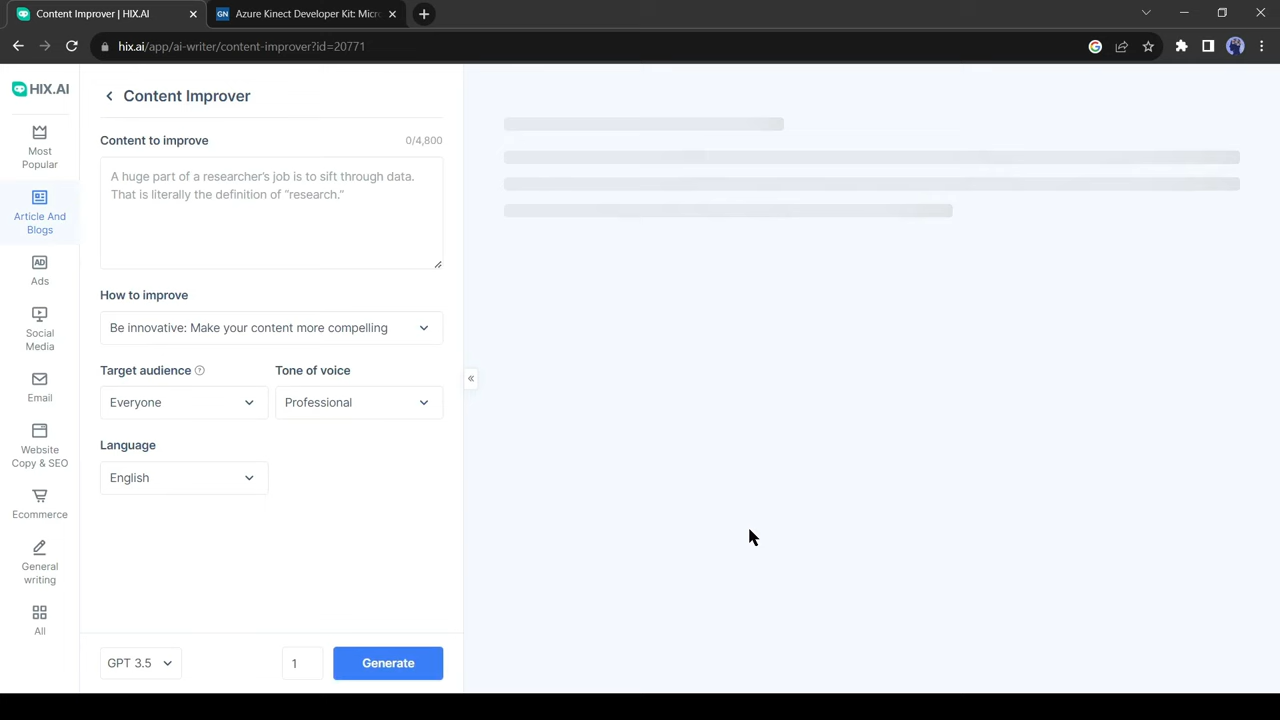 Content Improver | HIX.AI
GN Azure Kinect Developer Kit: Micro
hix.ai/app/ai-writer/content-improver?id=20771
HIX.AI
Most
Popular
Article And
Blogs
AD
Ads
Social
Media
Email
Website
Copy & SEO
Ecommerce
General
writing
All
Content Improver
Content to improve 0/4,800
A huge part of a researcher's job is to sift through data.
That is literally the definition of "research."
How to improve
Be innovative: Make your content more compelling
Target audience ? Tone of voice
Everyone Professional
Language
English
GPT 3.5 1 Generate